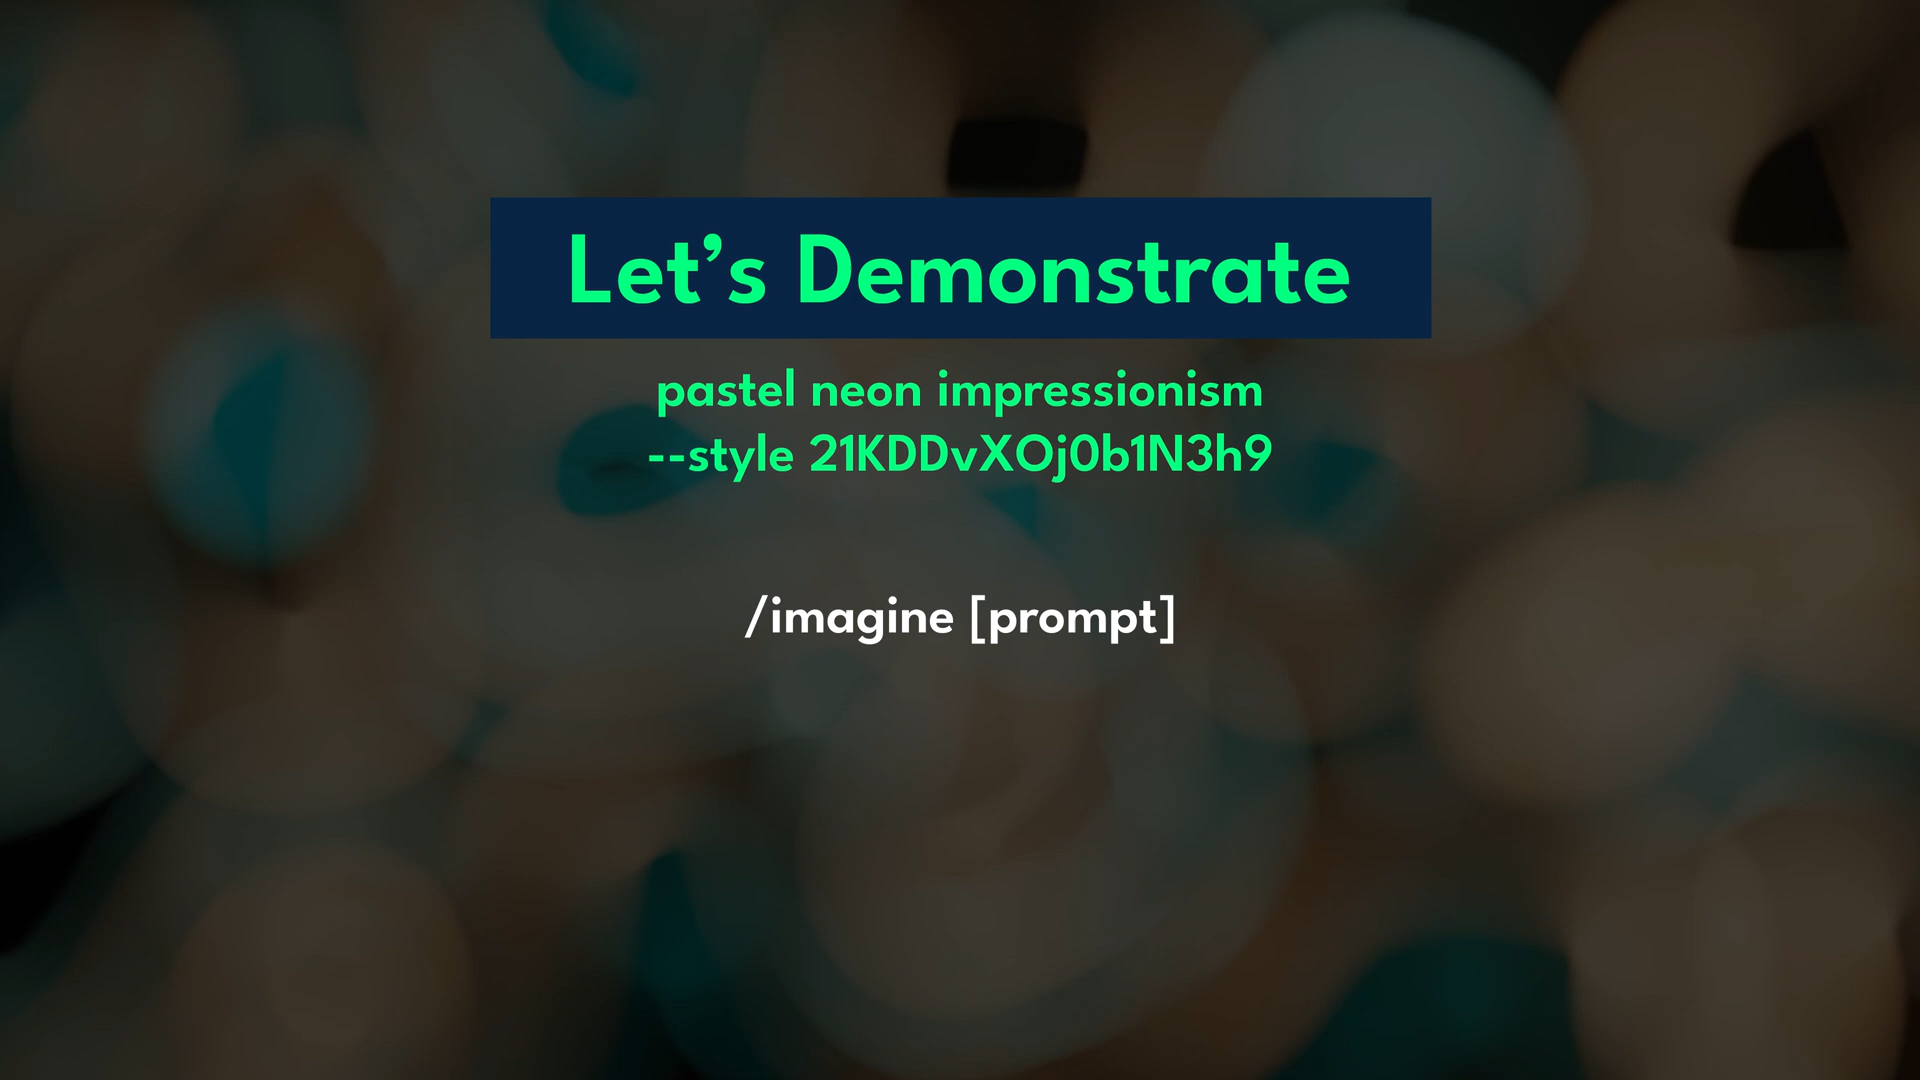 Let’s Demonstrate
pastel neon impressionism
--style 21KDDvXOj0b1N3h9
/imagine [prompt]